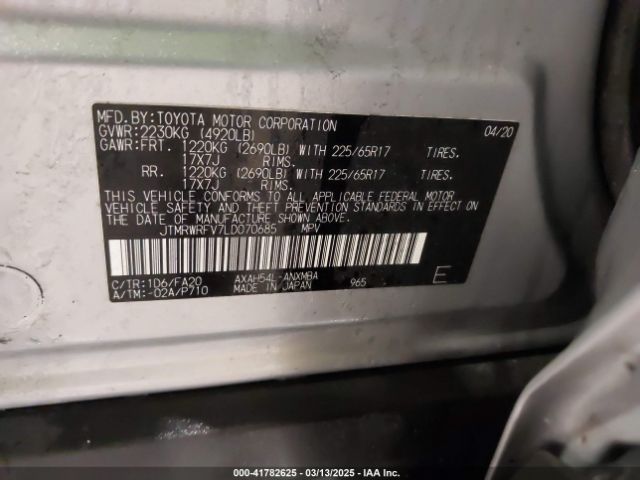 MFD.BY:TOYOTA MOTOR CORPORATION 04/20
GVWR:2230KG (4920LB)
GAWR:FRT. 1220KG (2690LB) WITH 225/65R17 TIRES.
17X7J RIMS.
RR. 1220KG (2690LB) WITH 225/65R17 TIRES.
17X7J RIMS.
THIS VEHICLE CONFORMS TO ALL APPLICABLE FEDERAL MOTOR
VEHICLE SAFETY AND THEFT PREVENTION STANDARDS IN EFFECT
ON THE DATE OF MANUFACTURE SHOWN ABOVE.
JTMRWRFV7LD070685 MPV
C/TR:1D6/FA20 AXAH54L-ANXMBA
A/TM:-02A/P710 MADE IN JAPAN 965 E
000-41782625 - 03/13/2025 - IAA Inc.